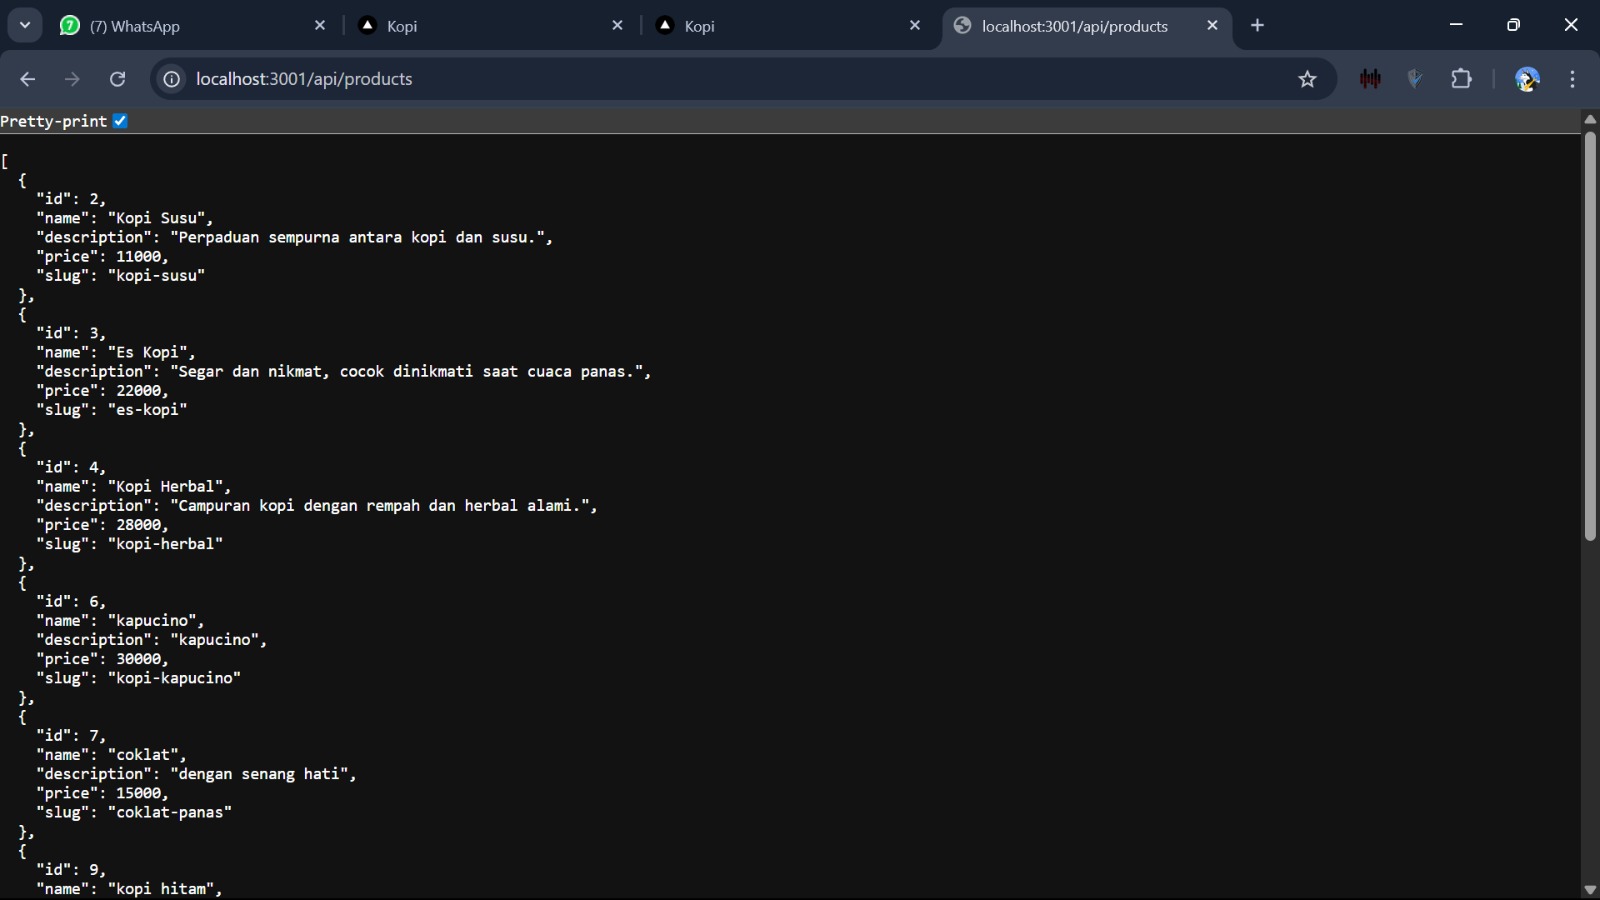 (7) WhatsApp
Kopi
Kopi
localhost:3001/api/products
localhost:3001/api/products
Pretty-print
[
{
"id": 2,
"name": "Kopi Susu",
"description": "Perpaduan sempurna antara kopi dan susu.",
"price": 11000,
"slug": "kopi-susu"
},
{
"id": 3,
"name": "Es Kopi",
"description": "Segar dan nikmat, cocok dinikmati saat cuaca panas.",
"price": 22000,
"slug": "es-kopi"
},
{
"id": 4,
"name": "Kopi Herbal",
"description": "Campuran kopi dengan rempah dan herbal alami.",
"price": 28000,
"slug": "kopi-herbal"
},
{
"id": 6,
"name": "kapucino",
"description": "kapucino",
"price": 30000,
"slug": "kopi-kapucino"
},
{
"id": 7,
"name": "coklat",
"description": "dengan senang hati",
"price": 15000,
"slug": "coklat-panas"
},
{
"id": 9,
"name": "kopi hitam",